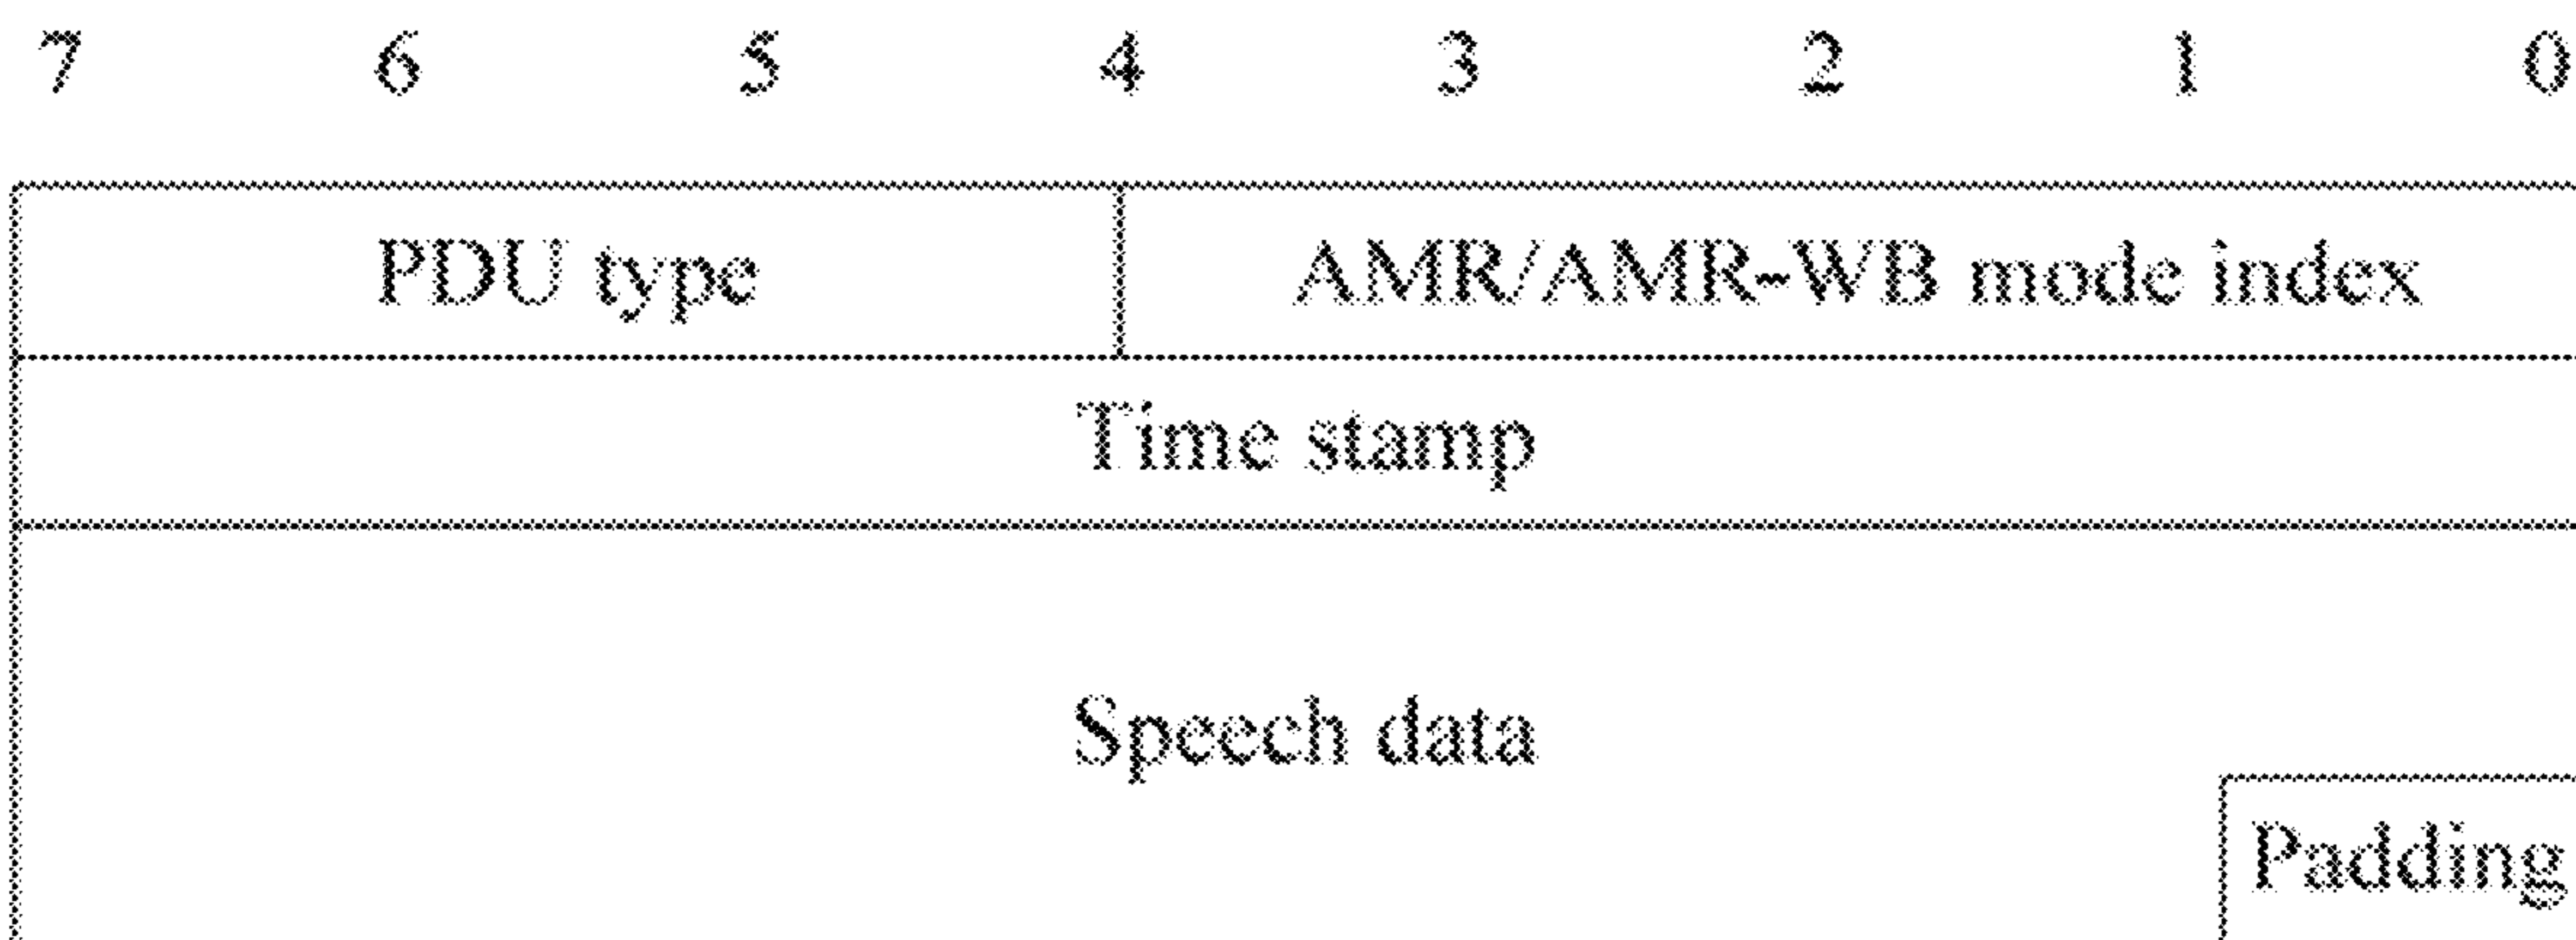 7 6 5 4 3 2 1 0
PDU type AMR/AMR-WB mode index
Time stamp
Speech data
Padding